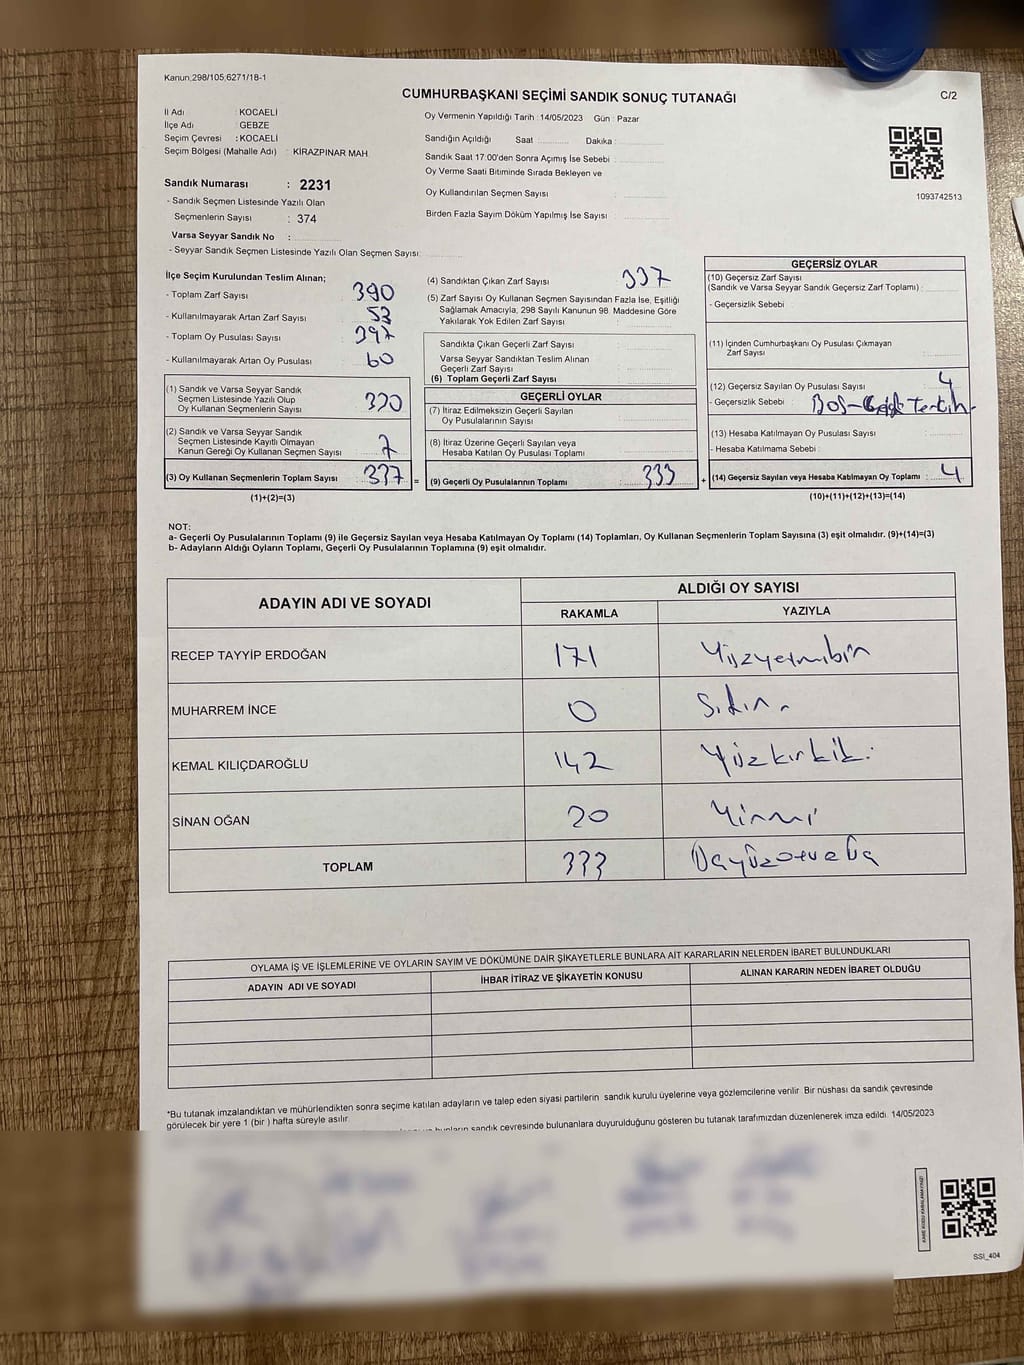 Kanun;298/105;6271/18-1
CUMHURBAŞKANI SEÇİMİ SANDIK SONUÇ TUTANAĞI
C/2
İl Adı : KOCAELİ
İlçe Adı : GEBZE
Seçim Çevresi : KOCAELİ
Seçim Bölgesi (Mahalle Adı) : KİRAZPINAR MAH
Sandık Numarası : 2231
- Sandık Seçmen Listesinde Yazılı Olan
Seçmenlerin Sayısı : 374
Varsa Seyyar Sandık No :
- Seyyar Sandık Seçmen Listesinde Yazılı Olan Seçmen Sayısı:
Oy Vermenin Yapıldığı Tarih : 14/05/2023 Gün : Pazar
Sandığın Açıldığı Saat : Dakika :
Sandık Saat 17:00'den Sonra Açımış İse Sebebi :
Oy Verme Saati Bitiminde Sırada Bekleyen ve
Oy Kullandırılan Seçmen Sayısı :
Birden Fazla Sayım Döküm Yapılmış İse Sayısı :
1093742513
İlçe Seçim Kurulundan Teslim Alınan;
- Toplam Zarf Sayısı : 390
- Kullanılmayarak Artan Zarf Sayısı : 53
- Toplam Oy Pusulası Sayısı : 397
- Kullanılmayarak Artan Oy Pusulası : 60
(1) Sandık ve Varsa Seyyar Sandık
Seçmen Listesinde Yazılı Olup
Oy Kullanan Seçmenlerin Sayısı : 330
(2) Sandık ve Varsa Seyyar Sandık
Seçmen Listesinde Kayıtlı Olmayan
Kanun Gereği Oy Kullanan Seçmen Sayısı : 7
(3) Oy Kullanan Seçmenlerin Toplam Sayısı : 337 =
(1)+(2)=(3)
(4) Sandıktan Çıkan Zarf Sayısı : 337
(5) Zarf Sayısı Oy Kullanan Seçmen Sayısından Fazla İse, Eşitliği
Sağlamak Amacıyla, 298 Sayılı Kanunun 98 Maddesine Göre
Yakılarak Yok Edilen Zarf Sayısı :
Sandıkta Çıkan Geçerli Zarf Sayısı :
Varsa Seyyar Sandıktan Teslim Alınan
Geçerli Zarf Sayısı :
(6) Toplam Geçerli Zarf Sayısı :
GEÇERLİ OYLAR
(7) İtiraz Edilmeksizin Geçerli Sayılan
Oy Pusulalarının Sayısı :
(8) İtiraz Üzerine Geçerli Sayılan veya
Hesaba Katılan Oy Pusulası Toplamı :
(9) Geçerli Oy Pusulalarının Toplamı : 333 +
GEÇERSİZ OYLAR
(10) Geçersiz Zarf Sayısı
(Sandık ve Varsa Seyyar Sandık Geçersiz Zarf Toplamı) :
- Geçersizlik Sebebi :
(11) İçinden Cumhurbaşkanı Oy Pusulası Çıkmayan
Zarf Sayısı :
(12) Geçersiz Sayılan Oy Pusulası Sayısı : 4
- Geçersizlik Sebebi : Boş-
(13) Hesaba Katılmayan Oy Pusulası Sayısı :
- Hesaba Katılmama Sebebi :
(14) Geçersiz Sayılan veya Hesaba Katılmayan Oy Toplamı : 4
(10)+(11)+(12)+(13)=(14)
NOT:
a- Geçerli Oy Pusulalarının Toplamı (9) ile Geçersiz Sayılan veya Hesaba Katılmayan Oy Toplamı (14) Toplamları, Oy Kullanan Seçmenlerin Toplam Sayısına (3) eşit olmalıdır. (9)+(14)=(3)
b- Adayların Aldığı Oyların Toplamı, Geçerli Oy Pusulalarının Toplamına (9) eşit olmalıdır.
ADAYIN ADI VE SOYADI ALDIĞI OY SAYISI
RAKAMLA YAZIYLA
RECEP TAYYİP ERDOĞAN 171 Yüzyetmibir
MUHARREM İNCE 0 Sıfır
KEMAL KILIÇDAROĞLU 142 Yüzkırkiki
SİNAN OĞAN 20 Yirmi
TOPLAM 333
OYLAMA İŞ VE İŞLEMLERİNE VE OYLARIN SAYIM VE DÖKÜMÜNE DAİR ŞİKAYETLERLE BUNLARA AİT KARARLARIN NELERDEN İBARET BULUNDUKLARI
ADAYIN ADI VE SOYADI İHBAR İTİRAZ VE ŞİKAYETİN KONUSU ALINAN KARARIN NEDEN İBARET OLDUĞU
*Bu tutanak imzalandıktan ve mühürlendikten sonra seçime katılan adayların ve talep eden siyasi partilerin sandık kurulu üyelerine veya gözlemcilerine verilir. Bir nüshası da sandık çevresinde
görülecek bir yere 1 (bir ) hafta süreyle asılır.
bunların sandık çevresinde bulunanlara duyurulduğunu gösteren bu tutanak tarafımızdan düzenlenerek imza edildi. 14/05/2023
SSI_404